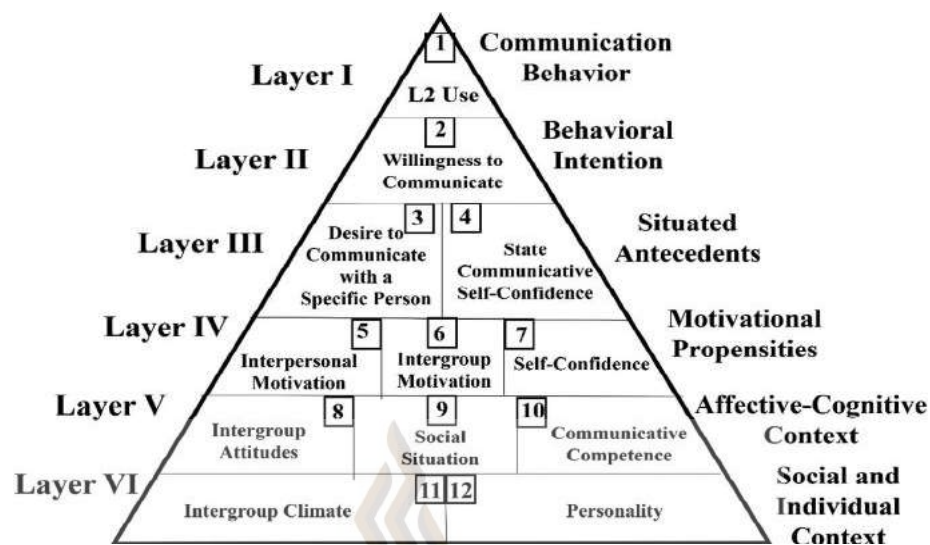 1
Communication
Behavior
Layer I
L2 Use
2
Behavioral
Intention
Layer II
Willingness to
Communicate
3
4
Situated
Antecedents
Layer III
Desire to
Communicate
with a
Specific Person
State
Communicative
Self-Confidence
Layer IV
Motivational
Propensities
5
6
7
Interpersonal
Motivation
Intergroup
Motivation
Self-Confidence
Layer V
Affective-Cognitive
Context
8
9
10
Intergroup
Attitudes
Social
Situation
Communicative
Competence
Layer VI
Social and
Individual
Context
11
12
Intergroup Climate
Personality